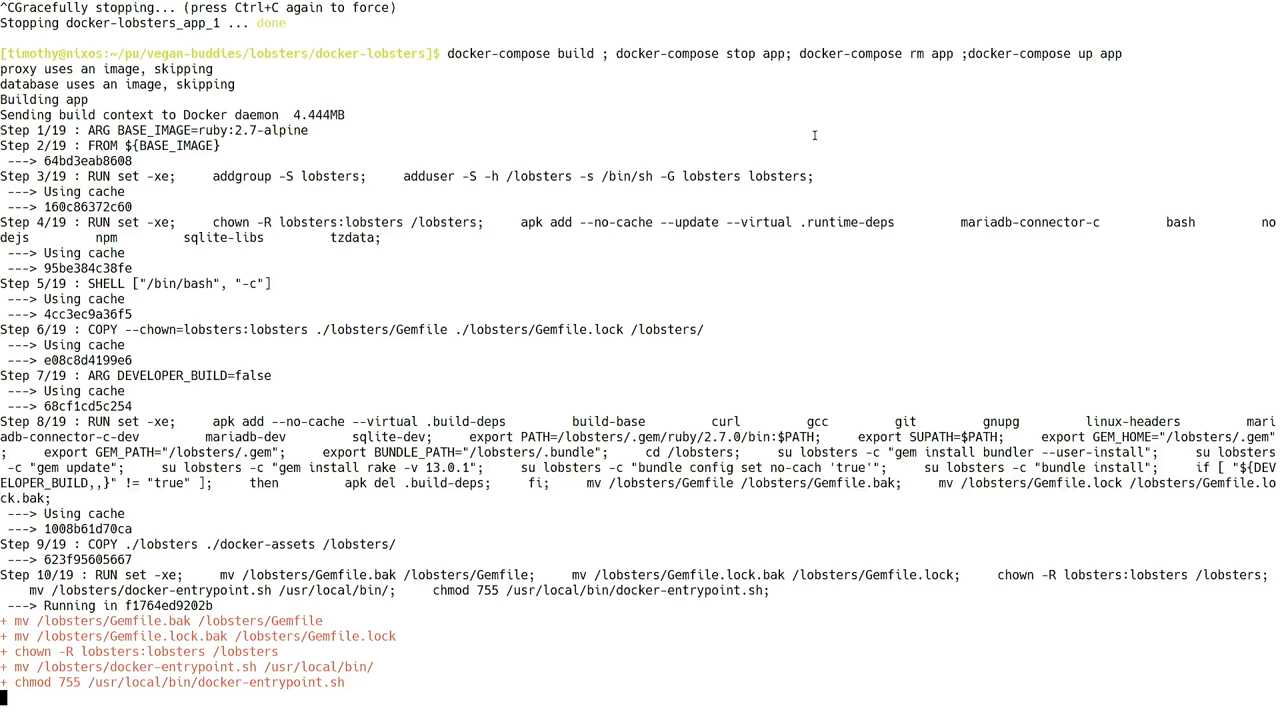 ^CGracefully stopping... (press Ctrl+C again to force)
Stopping docker-lobsters_app_1 ... done
[timothy@nixos:~/pu/vegan-buddies/lobsters/docker-lobsters]$ docker-compose build ; docker-compose stop app; docker-compose rm app ;docker-compose up app
proxy uses an image, skipping
database uses an image, skipping
Building app
Sending build context to Docker daemon  4.444MB
Step 1/19 : ARG BASE_IMAGE=ruby:2.7-alpine
Step 2/19 : FROM ${BASE_IMAGE}
 ---> 64bd3eab8608
Step 3/19 : RUN set -xe;     addgroup -S lobsters;     adduser -S -h /lobsters -s /bin/sh -G lobsters lobsters;
 ---> Using cache
 ---> 160c86372c60
Step 4/19 : RUN set -xe;     chown -R lobsters:lobsters /lobsters;     apk add --no-cache --update --virtual .runtime-deps         mariadb-connector-c         bash         no
dejs         npm         sqlite-libs         tzdata;
 ---> Using cache
 ---> 95be384c38fe
Step 5/19 : SHELL ["/bin/bash", "-c"]
 ---> Using cache
 ---> 4cc3ec9a36f5
Step 6/19 : COPY --chown=lobsters:lobsters ./lobsters/Gemfile ./lobsters/Gemfile.lock /lobsters/
 ---> Using cache
 ---> e08c8d4199e6
Step 7/19 : ARG DEVELOPER_BUILD=false
 ---> Using cache
 ---> 68cf1cd5c254
Step 8/19 : RUN set -xe;     apk add --no-cache --virtual .build-deps         build-base         curl         gcc         git         gnupg         linux-headers         mari
adb-connector-c-dev         mariadb-dev         sqlite-dev;     export PATH=/lobsters/.gem/ruby/2.7.0/bin:$PATH;     export SUPATH=$PATH;     export GEM_HOME="/lobsters/.gem"
;     export GEM_PATH="/lobsters/.gem";     export BUNDLE_PATH="/lobsters/.bundle";     cd /lobsters;     su lobsters -c "gem install bundler --user-install";     su lobsters
 -c "gem update";     su lobsters -c "gem install rake -v 13.0.1";     su lobsters -c "bundle config set no-cach 'true'";     su lobsters -c "bundle install";     if [ "${DEV
ELOPER_BUILD,,}" != "true" ];     then         apk del .build-deps;     fi;     mv /lobsters/Gemfile /lobsters/Gemfile.bak;     mv /lobsters/Gemfile.lock /lobsters/Gemfile.lo
ck.bak;
 ---> Using cache
 ---> 1008b61d70ca
Step 9/19 : COPY ./lobsters ./docker-assets /lobsters/
 ---> 623f95605667
Step 10/19 : RUN set -xe;     mv /lobsters/Gemfile.bak /lobsters/Gemfile;     mv /lobsters/Gemfile.lock.bak /lobsters/Gemfile.lock;     chown -R lobsters:lobsters /lobsters;
    mv /lobsters/docker-entrypoint.sh /usr/local/bin/;     chmod 755 /usr/local/bin/docker-entrypoint.sh;
 ---> Running in f1764ed9202b
+ mv /lobsters/Gemfile.bak /lobsters/Gemfile
+ mv /lobsters/Gemfile.lock.bak /lobsters/Gemfile.lock
+ chown -R lobsters:lobsters /lobsters
+ mv /lobsters/docker-entrypoint.sh /usr/local/bin/
+ chmod 755 /usr/local/bin/docker-entrypoint.sh